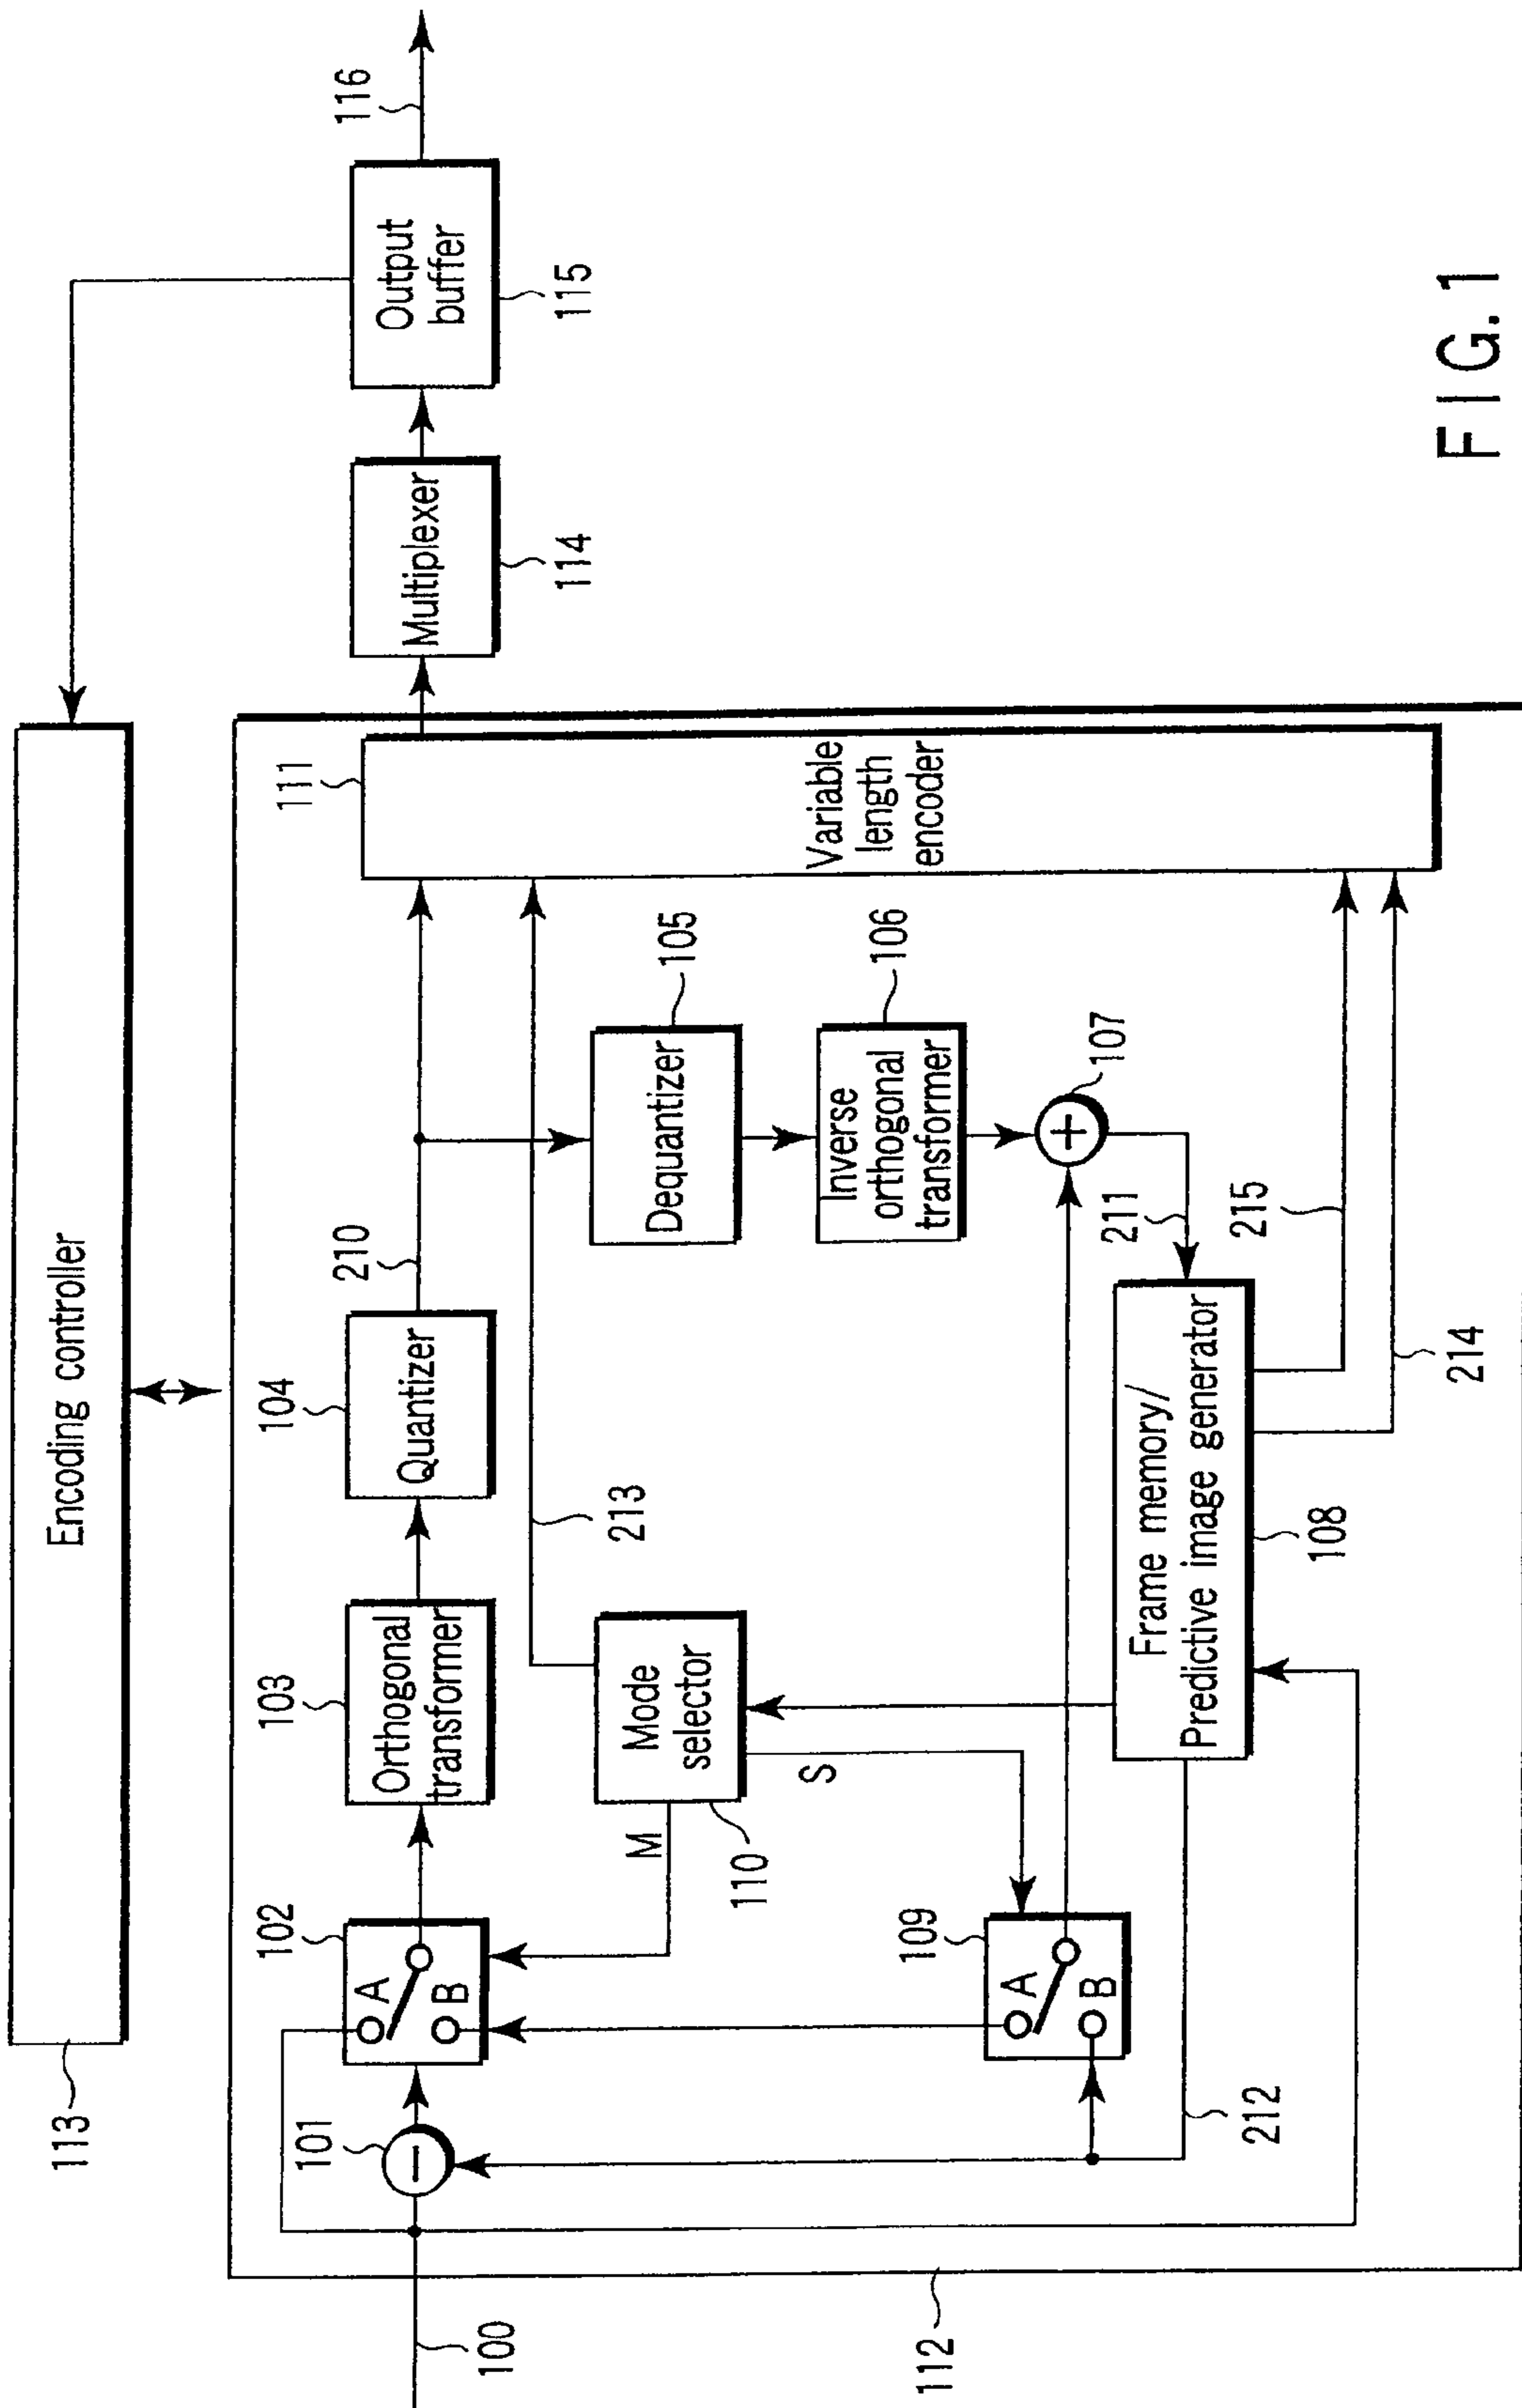 Encoding controller
113
116
Output
buffer
115
Multiplexer
114
111
Variable
length
encoder
210
104
Quantizer
103
Orthogonal
transformer
102
A
B
101
100
213
Mode
selector
M
S
110
105
Dequantizer
106
Inverse
orthogonal
transformer
107
211
215
214
109
A
B
Frame memory/
Predictive image generator
108
212
112
FIG. 1